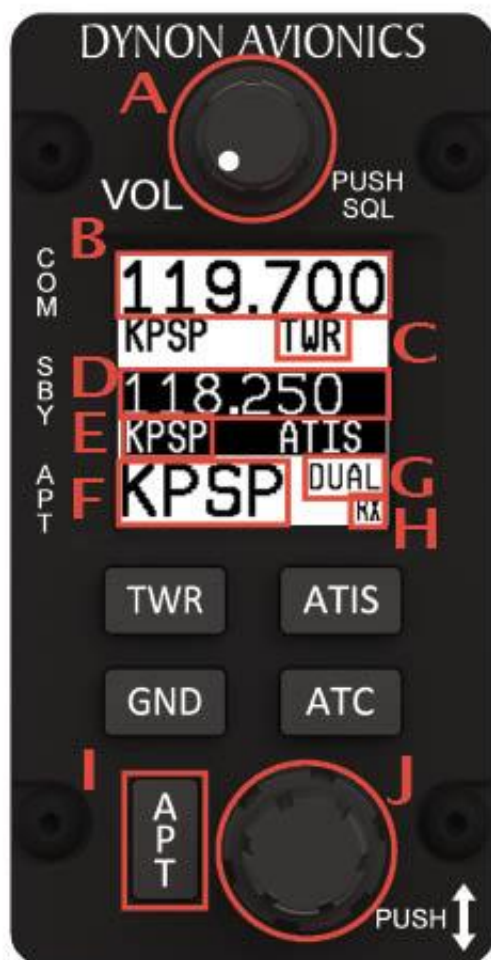 DYNON AVIONICS
A
VOL
PUSH
SQL
B
COM
119.700
KPSP TWR
C
SBY
D
118.250
E
KPSP ATIS
APT
F
KPSP
DUAL
G
RX
H
TWR
ATIS
GND
ATC
I
APT
J
PUSH